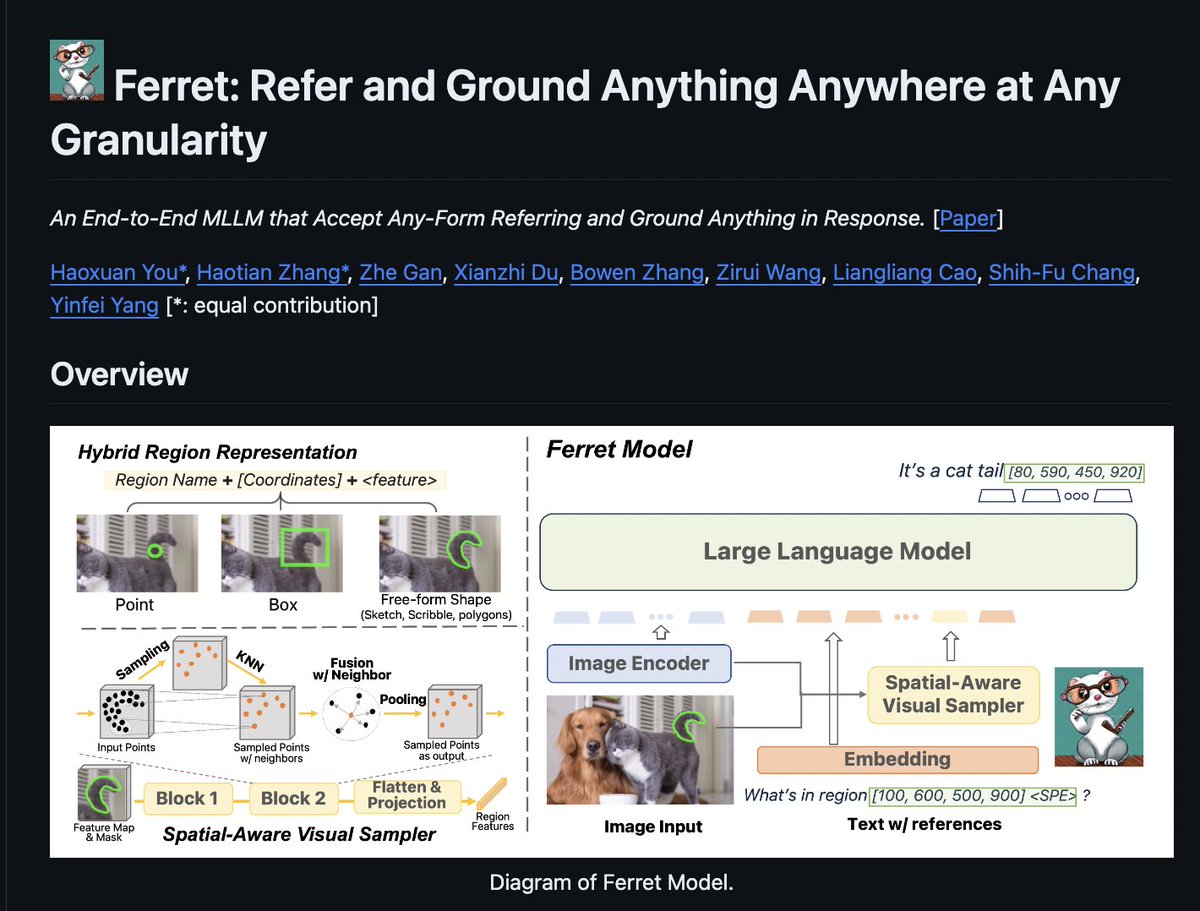 Ferret: Refer and Ground Anything Anywhere at Any
Granularity
An End-to-End MLLM that Accept Any-Form Referring and Ground Anything in Response. [Paper]
Haoxuan You*, Haotian Zhang*, Zhe Gan, Xianzhi Du, Bowen Zhang, Zirui Wang, Liangliang Cao, Shih-Fu Chang,
Yinfei Yang [*: equal contribution]
Overview
Hybrid Region Representation
Region Name + [Coordinates] + <feature>
Point
Box
Free-form Shape
(Sketch, Scribble, polygons)
Sampling
KNN
Fusion
w/ Neighbor
Pooling
Input Points
Sampled Points
w/ neighbors
Sampled Points
as output
Feature Map
& Mask
Block 1
Block 2
Flatten &
Projection
Region
Features
Spatial-Aware Visual Sampler
Ferret Model
It's a cat tail [80, 590, 450, 920]
Large Language Model
Image Encoder
Spatial-Aware
Visual Sampler
Embedding
What's in region [100, 600, 500, 900] <SPE> ?
Image Input
Text w/ references
Diagram of Ferret Model.